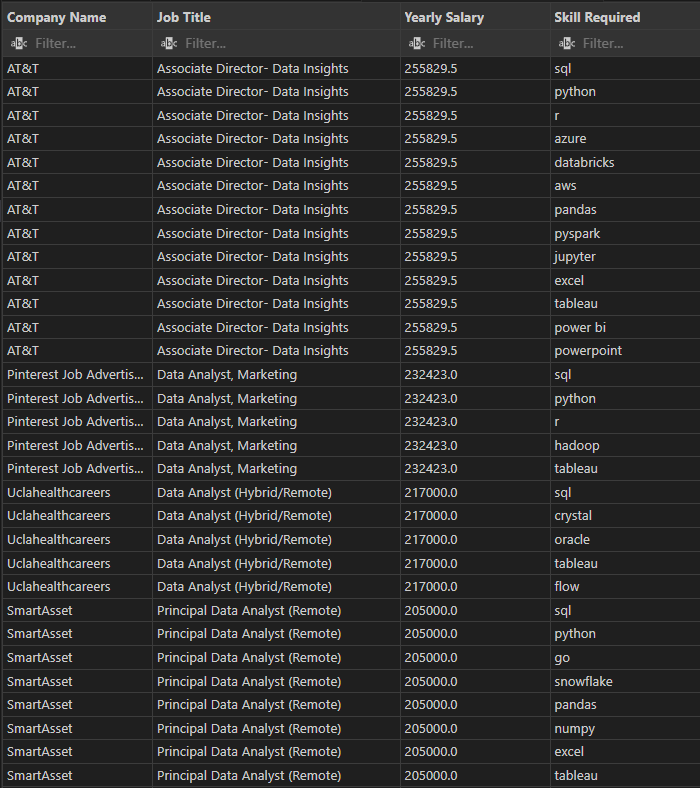 Company Name Job Title Yearly Salary Skill Required
Filter... Filter... Filter... Filter...
AT&T Associate Director- Data Insights 255829.5 sql
AT&T Associate Director- Data Insights 255829.5 python
AT&T Associate Director- Data Insights 255829.5 r
AT&T Associate Director- Data Insights 255829.5 azure
AT&T Associate Director- Data Insights 255829.5 databricks
AT&T Associate Director- Data Insights 255829.5 aws
AT&T Associate Director- Data Insights 255829.5 pandas
AT&T Associate Director- Data Insights 255829.5 pyspark
AT&T Associate Director- Data Insights 255829.5 jupyter
AT&T Associate Director- Data Insights 255829.5 excel
AT&T Associate Director- Data Insights 255829.5 tableau
AT&T Associate Director- Data Insights 255829.5 power bi
AT&T Associate Director- Data Insights 255829.5 powerpoint
Pinterest Job Advertis... Data Analyst, Marketing 232423.0 sql
Pinterest Job Advertis... Data Analyst, Marketing 232423.0 python
Pinterest Job Advertis... Data Analyst, Marketing 232423.0 r
Pinterest Job Advertis... Data Analyst, Marketing 232423.0 hadoop
Pinterest Job Advertis... Data Analyst, Marketing 232423.0 tableau
Uclahealthcareers Data Analyst (Hybrid/Remote) 217000.0 sql
Uclahealthcareers Data Analyst (Hybrid/Remote) 217000.0 crystal
Uclahealthcareers Data Analyst (Hybrid/Remote) 217000.0 oracle
Uclahealthcareers Data Analyst (Hybrid/Remote) 217000.0 tableau
Uclahealthcareers Data Analyst (Hybrid/Remote) 217000.0 flow
SmartAsset Principal Data Analyst (Remote) 205000.0 sql
SmartAsset Principal Data Analyst (Remote) 205000.0 python
SmartAsset Principal Data Analyst (Remote) 205000.0 go
SmartAsset Principal Data Analyst (Remote) 205000.0 snowflake
SmartAsset Principal Data Analyst (Remote) 205000.0 pandas
SmartAsset Principal Data Analyst (Remote) 205000.0 numpy
SmartAsset Principal Data Analyst (Remote) 205000.0 excel
SmartAsset Principal Data Analyst (Remote) 205000.0 tableau